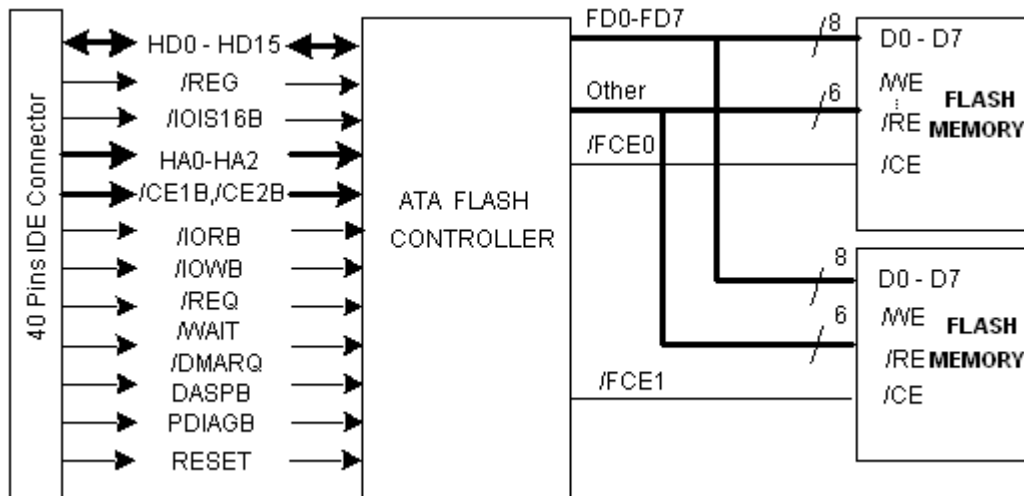 40 Pins IDE Connector
HD0 - HD15
/REG
/IOIS16B
HA0-HA2
/CE1B,/CE2B
/IORB
/IOWB
/REQ
/WAIT
/DMARQ
DASPB
PDIAGB
RESET
ATA FLASH
CONTROLLER
FD0-FD7
Other
/FCE0
/FCE1
8
6
D0 - D7
/WE
/RE
/CE
FLASH
MEMORY
8
6
D0 - D7
/WE
/RE
/CE
FLASH
MEMORY